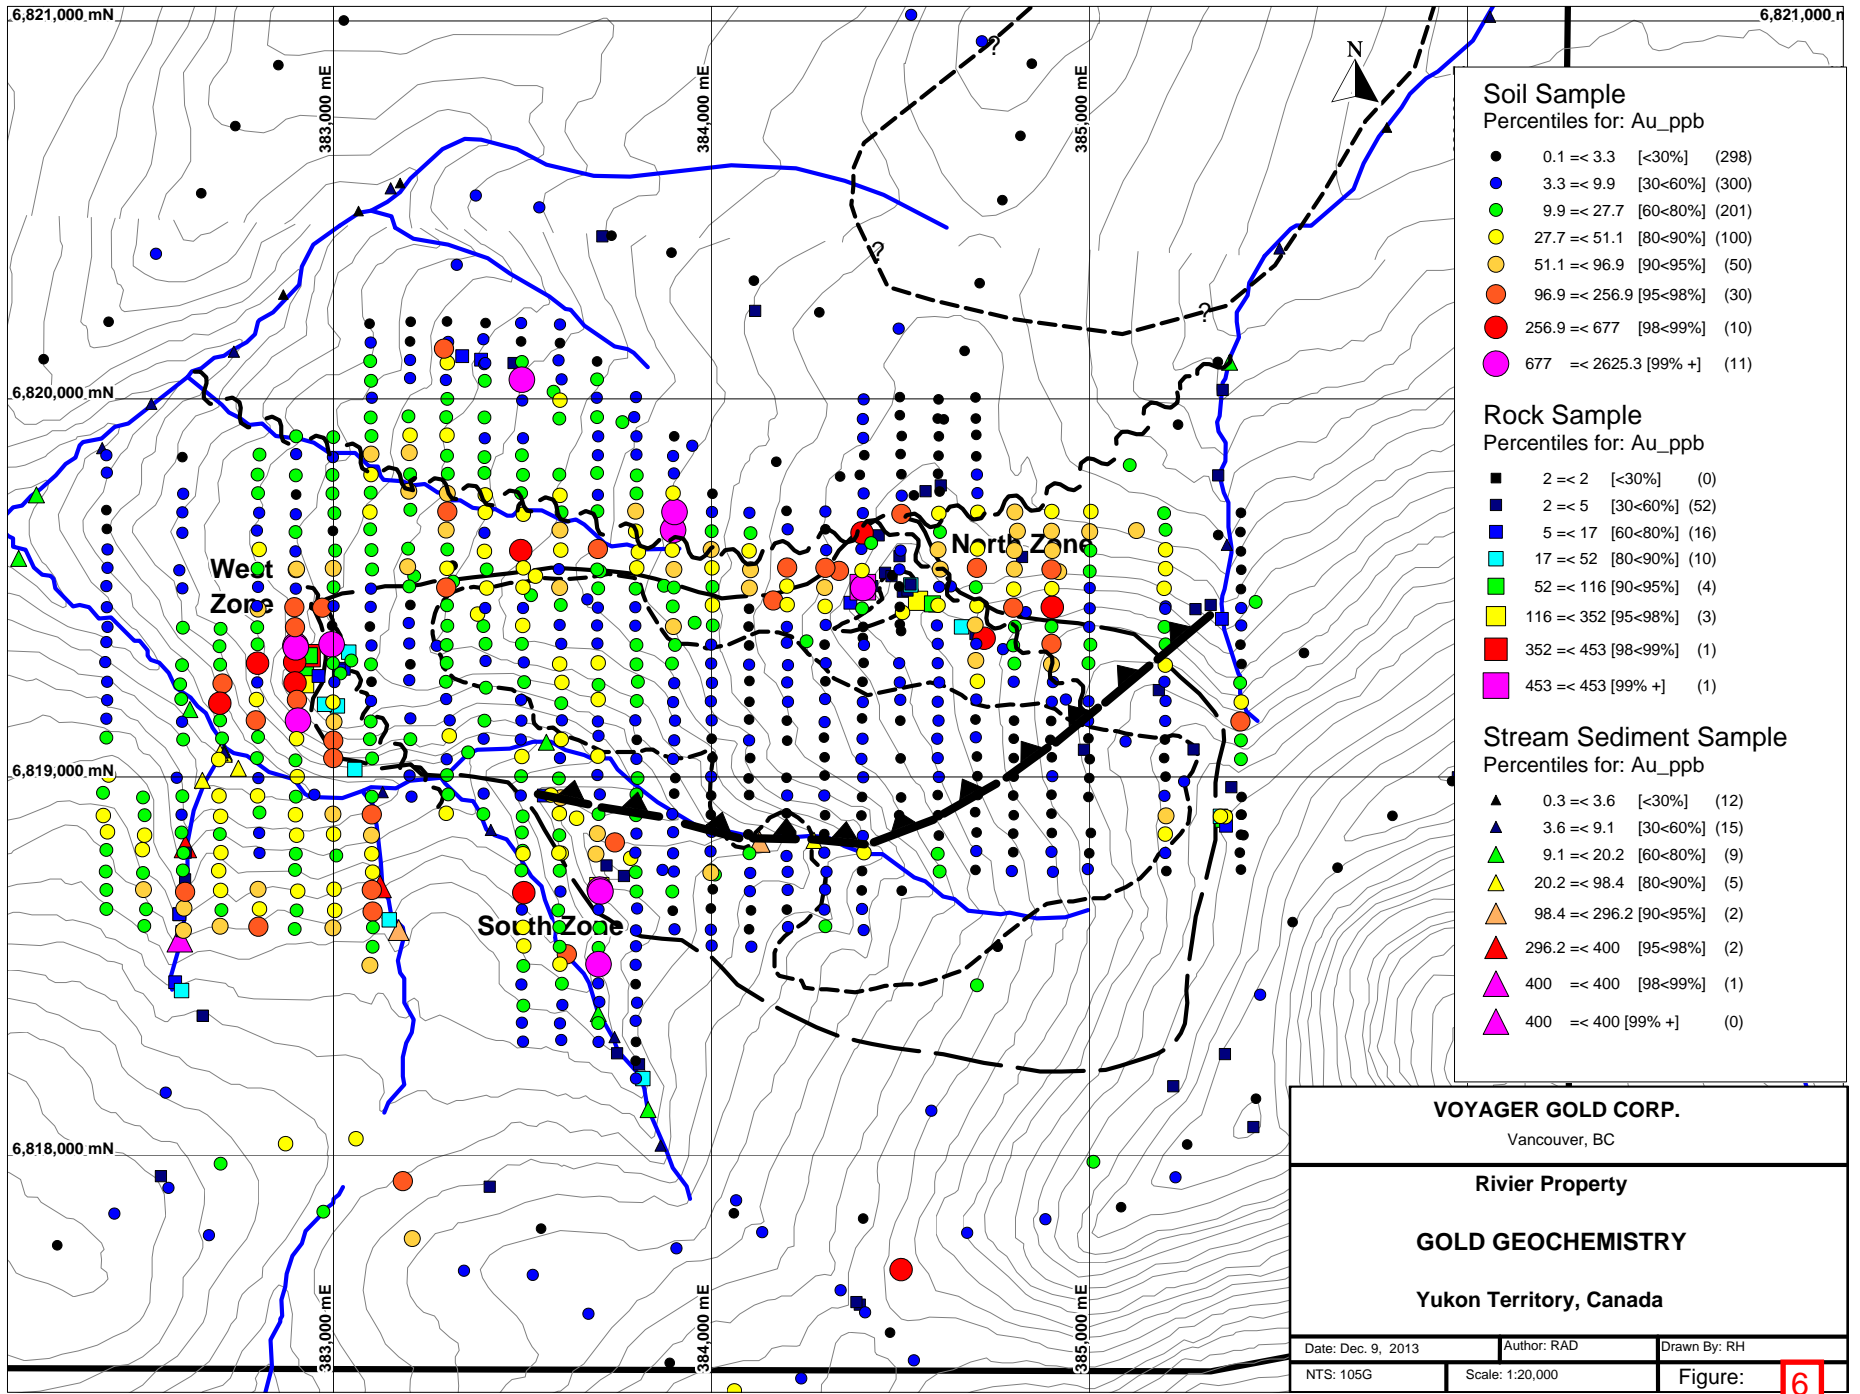 6,821,000 mN
6,821,000 m
383,000 mE
384,000 mE
385,000 mE
N
?
?
?
6,820,000 mN
West
Zone
North Zone
6,819,000 mN
South Zone
6,818,000 mN
383,000 mE
384,000 mE
385,000 mE
Soil Sample
Percentiles for: Au_ppb
0.1 =< 3.3 [<30%] (298)
3.3 =< 9.9 [30<60%] (300)
9.9 =< 27.7 [60<80%] (201)
27.7 =< 51.1 [80<90%] (100)
51.1 =< 96.9 [90<95%] (50)
96.9 =< 256.9 [95<98%] (30)
256.9 =< 677 [98<99%] (10)
677 =< 2625.3 [99% +] (11)
Rock Sample
Percentiles for: Au_ppb
2 =< 2 [<30%] (0)
2 =< 5 [30<60%] (52)
5 =< 17 [60<80%] (16)
17 =< 52 [80<90%] (10)
52 =< 116 [90<95%] (4)
116 =< 352 [95<98%] (3)
352 =< 453 [98<99%] (1)
453 =< 453 [99% +] (1)
Stream Sediment Sample
Percentiles for: Au_ppb
0.3 =< 3.6 [<30%] (12)
3.6 =< 9.1 [30<60%] (15)
9.1 =< 20.2 [60<80%] (9)
20.2 =< 98.4 [80<90%] (5)
98.4 =< 296.2 [90<95%] (2)
296.2 =< 400 [95<98%] (2)
400 =< 400 [98<99%] (1)
400 =< 400 [99% +] (0)
VOYAGER GOLD CORP.
Vancouver, BC
Rivier Property
GOLD GEOCHEMISTRY
Yukon Territory, Canada
Date: Dec. 9, 2013
Author: RAD
Drawn By: RH
NTS: 105G
Scale: 1:20,000
Figure: 6